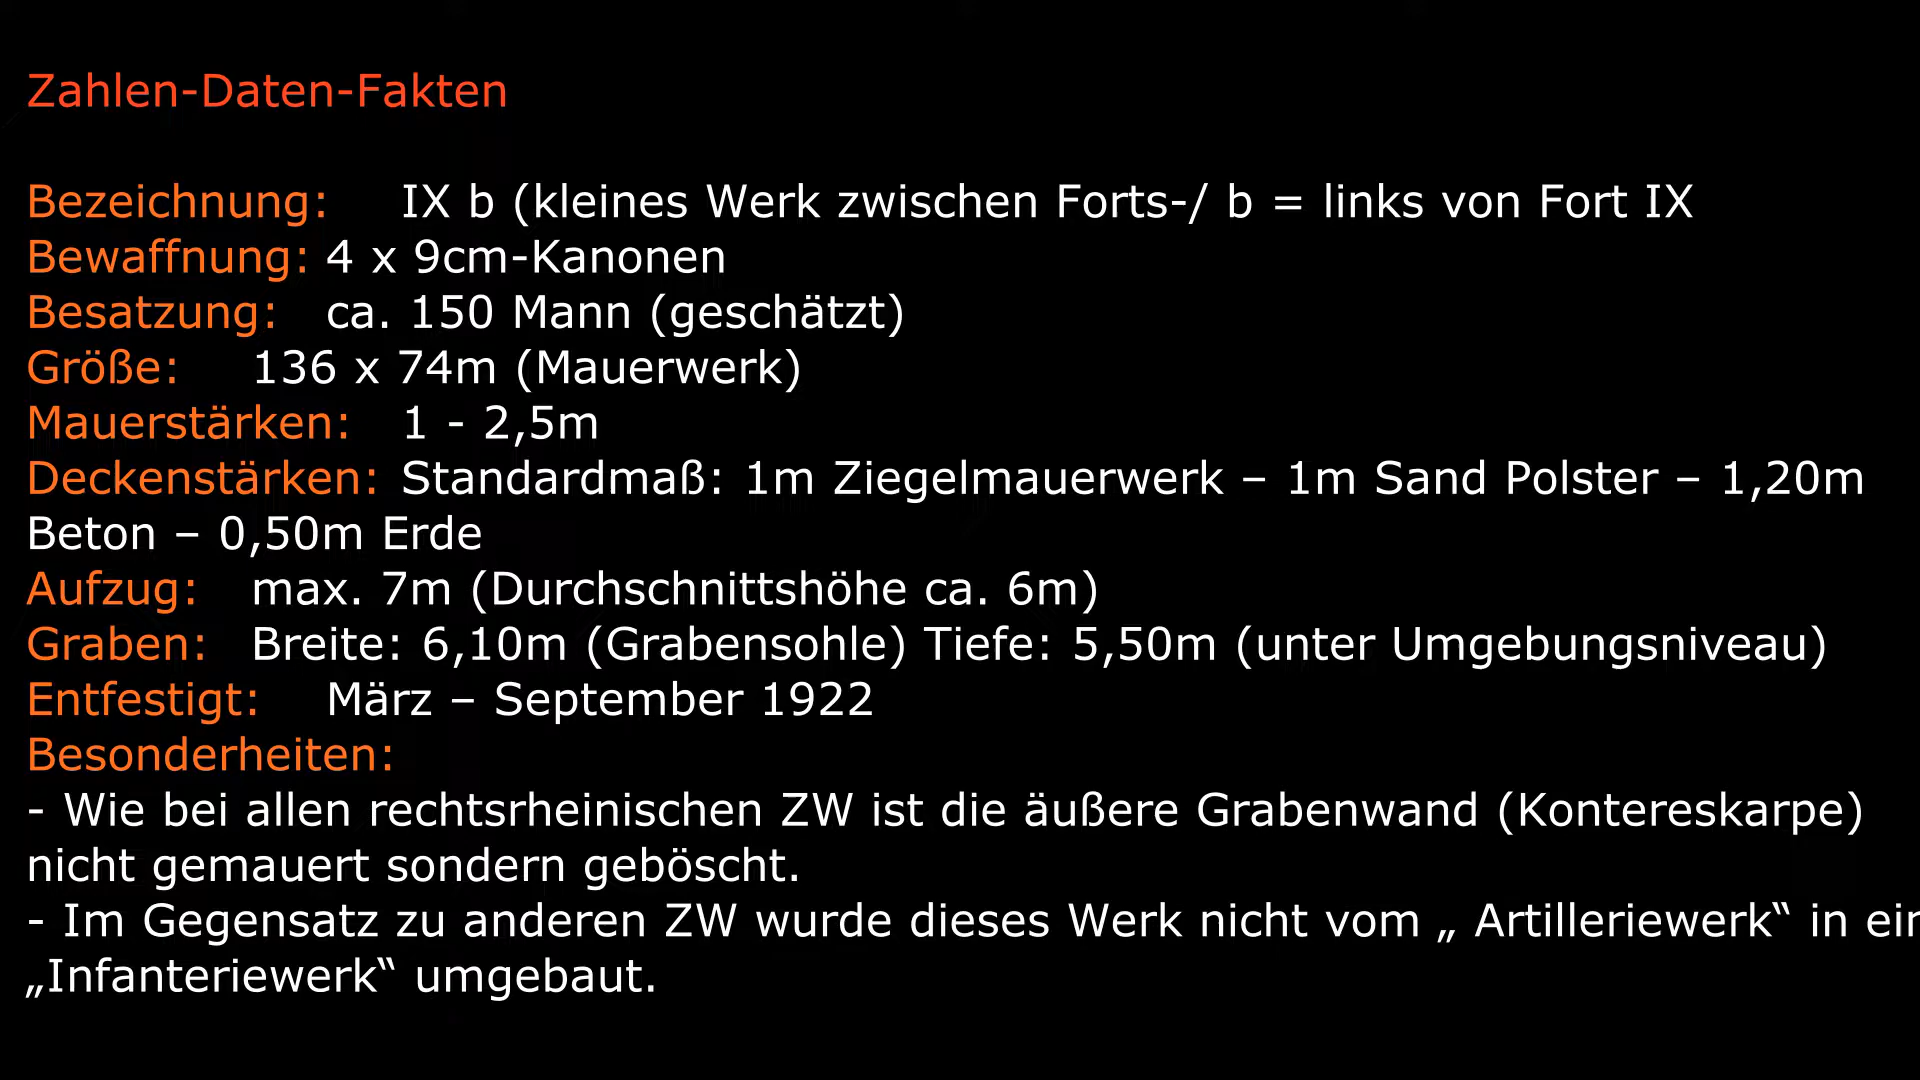 Zahlen-Daten-Fakten
Bezeichnung: IX b (kleines Werk zwischen Forts-/ b = links von Fort IX
Bewaffnung: 4 x 9cm-Kanonen
Besatzung: ca. 150 Mann (geschätzt)
Größe: 136 x 74m (Mauerwerk)
Mauerstärken: 1 - 2,5m
Deckenstärken: Standardmaß: 1m Ziegelmauerwerk – 1m Sand Polster – 1,20m
Beton – 0,50m Erde
Aufzug: max. 7m (Durchschnittshöhe ca. 6m)
Graben: Breite: 6,10m (Grabensohle) Tiefe: 5,50m (unter Umgebungsniveau)
Entfestigt: März – September 1922
Besonderheiten:
- Wie bei allen rechtsrheinischen ZW ist die äußere Grabenwand (Kontereskarpe)
nicht gemauert sondern geböscht.
- Im Gegensatz zu anderen ZW wurde dieses Werk nicht vom „ Artilleriewerk“ in
„Infanteriewerk“ umgebaut.